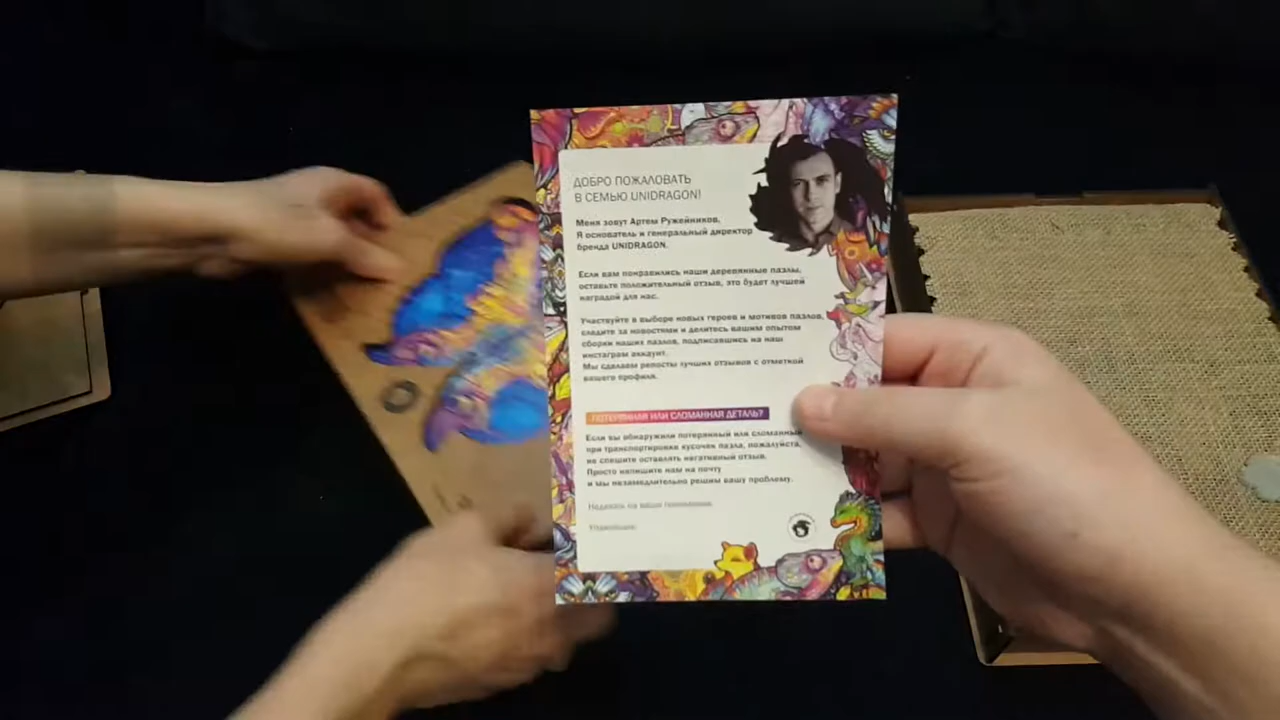 ДОБРО ПОЖАЛОВАТЬ
В СЕМЬЮ UNIDRAGON!
Меня зовут Артем Ружейников,
Я основатель и генеральный директор
бренда UNIDRAGON.
Если вам понравились наши деревянные пазлы,
оставьте положительный отзыв, это будет лучшей
наградой для нас.
Участвуйте в выборе новых героев и мотивов пазлов,
следите за новостями и делитесь вашим опытом
сборки наших пазлов, подписавшись на наш
инстаграм аккаунт.
Мы сделаем репосты лучших отзывов с отметкой
вашего профиля.
ПОТЕРЯННАЯ ИЛИ СЛОМАННАЯ ДЕТАЛЬ?
Если вы обнаружили потерянный или сломанный
при транспортировке кусочек пазла, пожалуйста,
не спешите оставлять негативный отзыв.
Просто напишите нам на почту
и мы незамедлительно решим вашу проблему.
Надеюсь на ваше понимание.